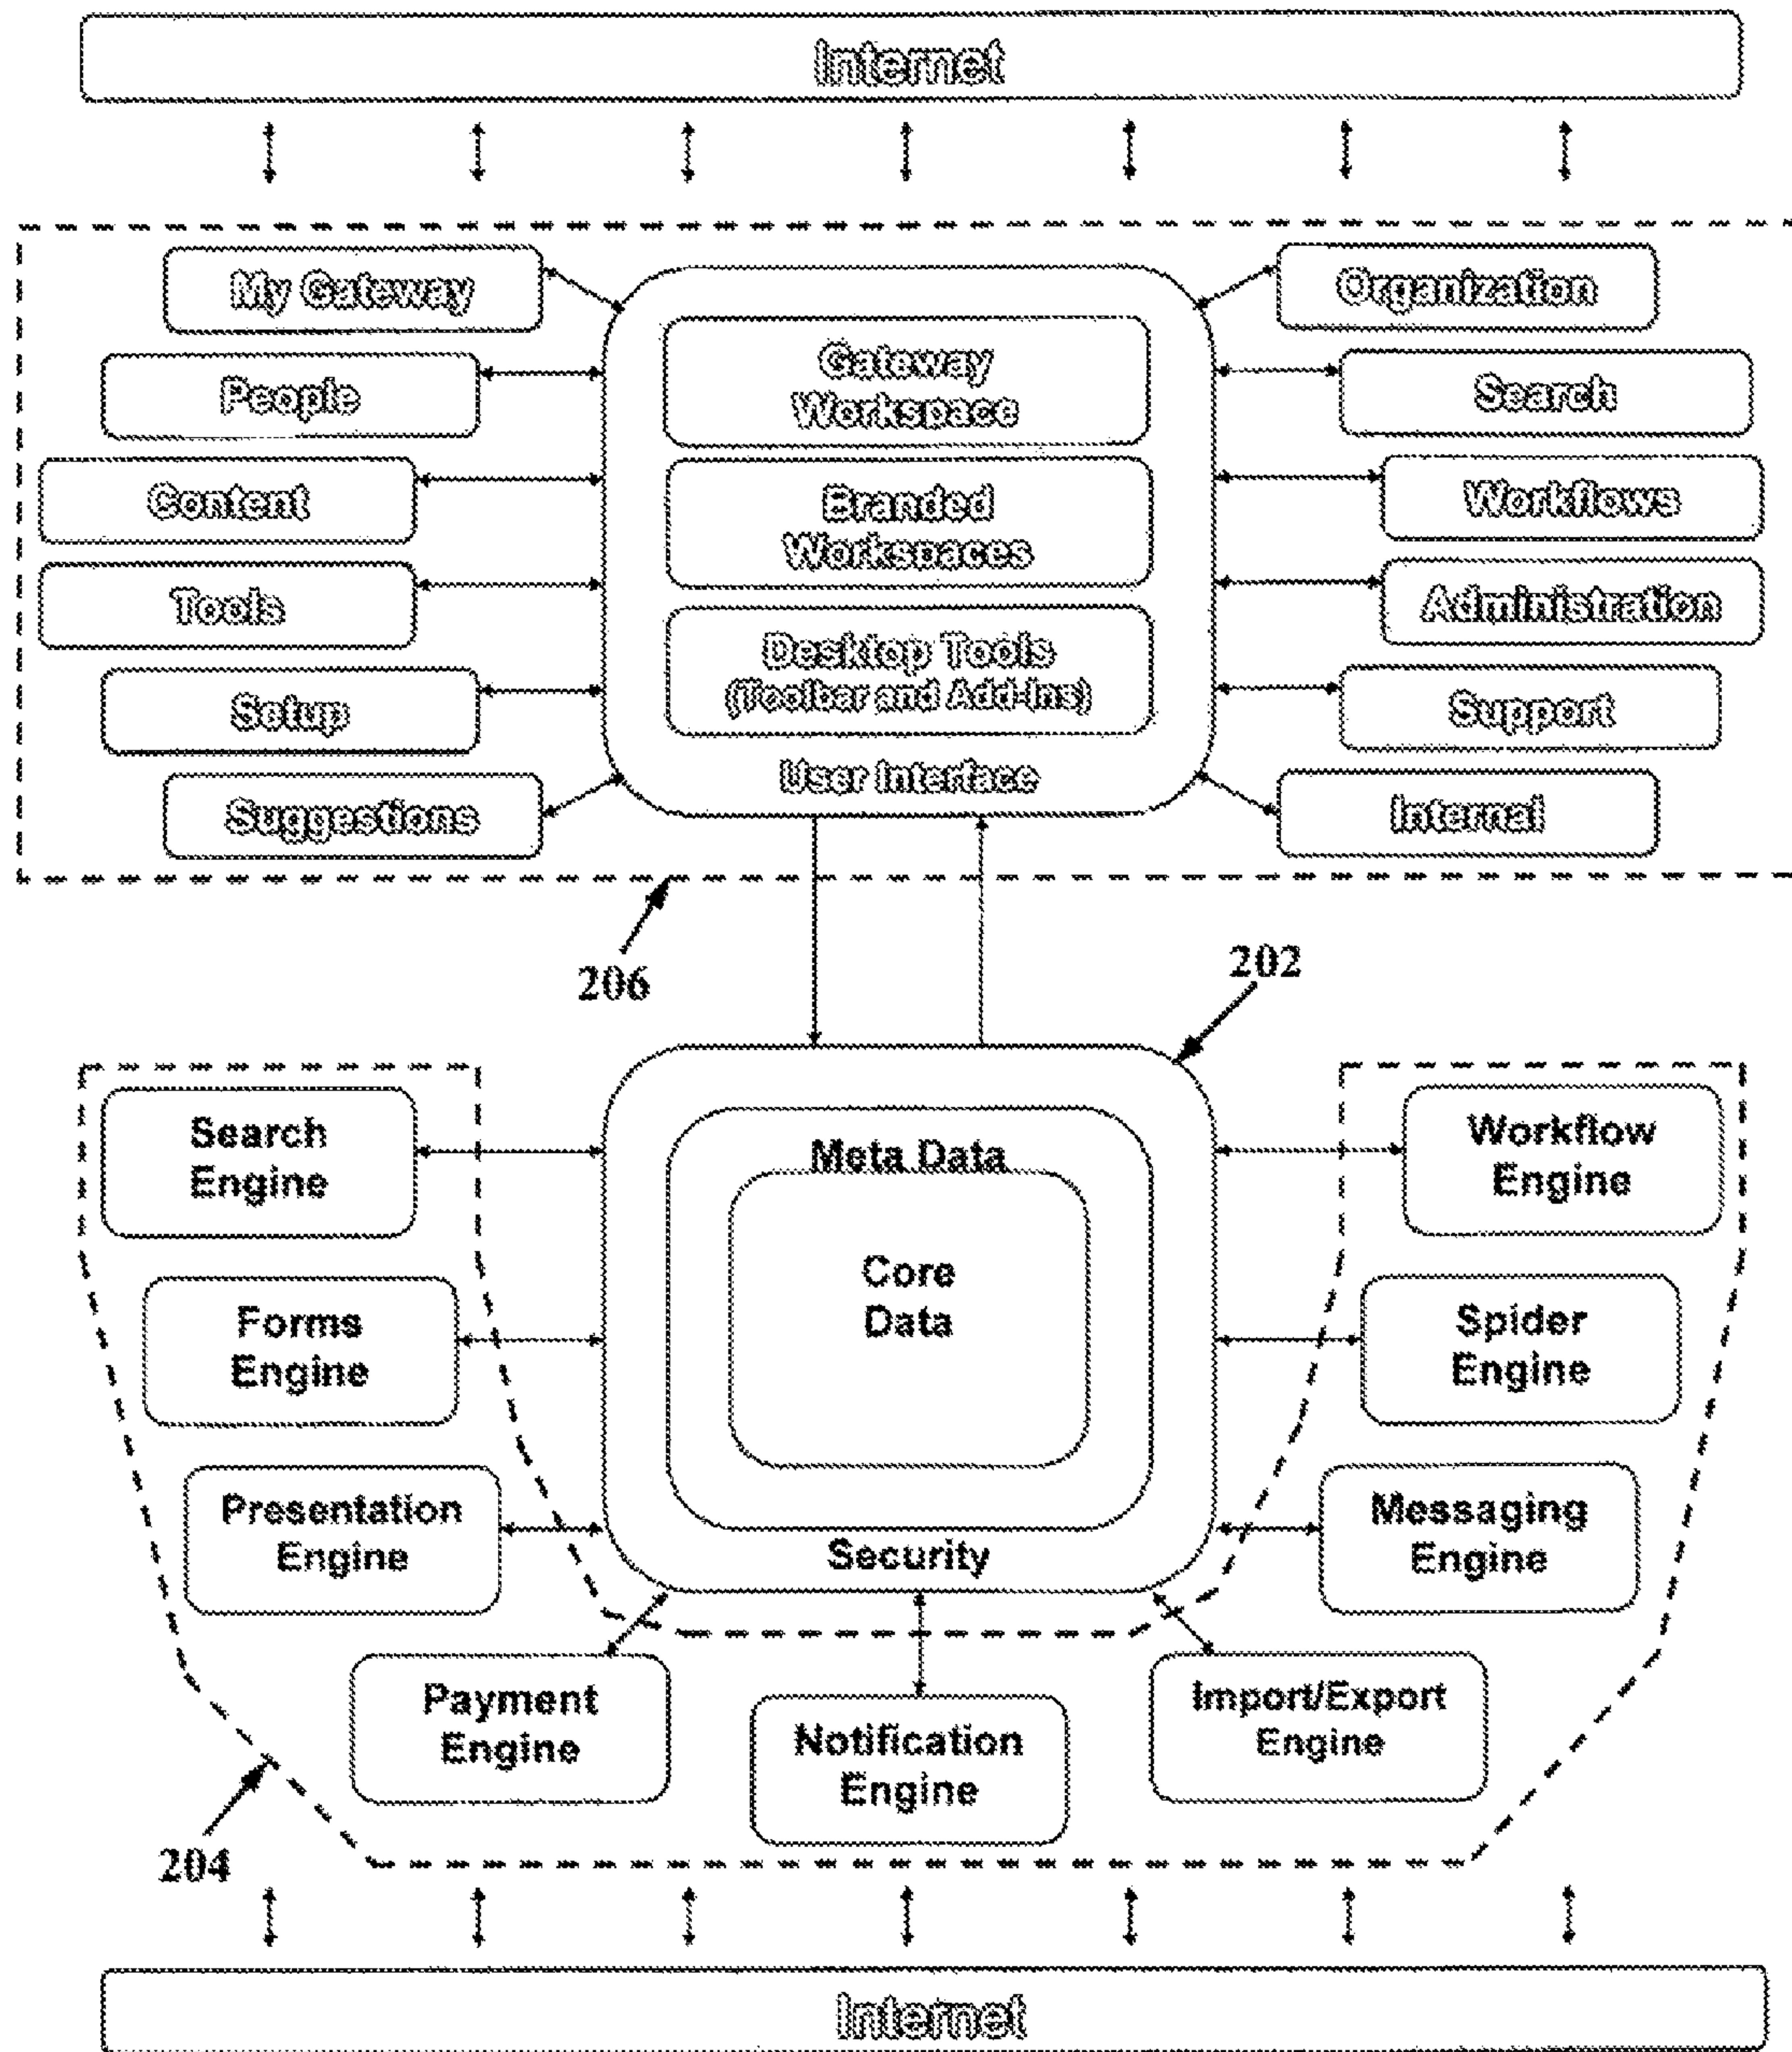 Internet
My Gateway
People
Content
Tools
Setup
Suggestions
Gateway
Workspace
Branded
Workspaces
Desktop Tools
(Toolbar and Add-Ins)
User Interface
Organization
Search
Workflows
Administration
Support
Internal
206
202
Search
Engine
Forms
Engine
Presentation
Engine
Meta Data
Core
Data
Security
Workflow
Engine
Spider
Engine
Messaging
Engine
Payment
Engine
Notification
Engine
Import/Export
Engine
204
Internet